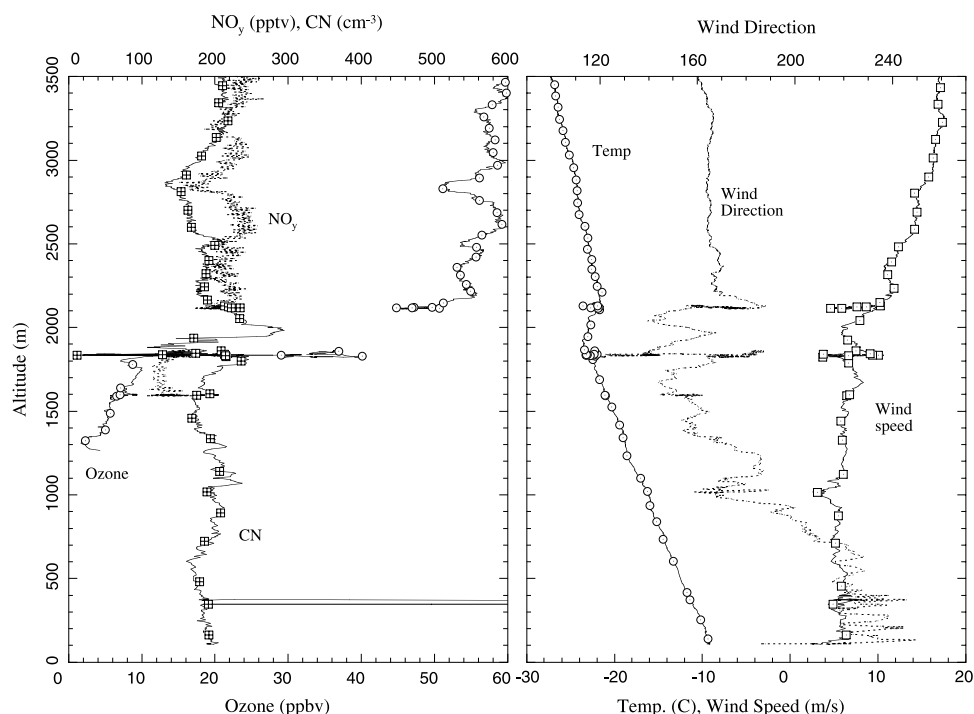 NOy (pptv), CN (cm-3)
Wind Direction
0 100 200 300 400 500 600
80 120 160 200 240
3500
3000
2500
2000
1500
1000
500
0
Altitude (m)
NOy
Ozone
CN
Temp
Wind
Direction
Wind
speed
0 10 20 30 40 50 60
-30 -20 -10 0 10 20
Ozone (ppbv)
Temp. (C), Wind Speed (m/s)